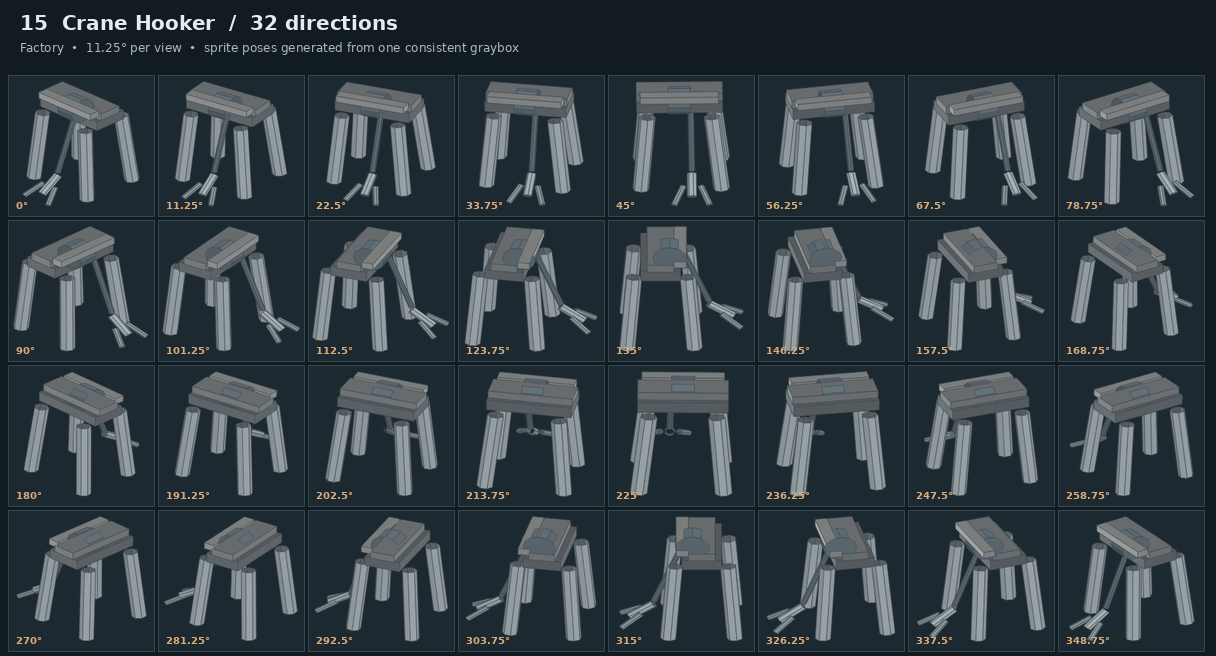 15 Crane Hooker / 32 directions
Factory • 11.25° per view • sprite poses generated from one consistent graybox
0° 11.25° 22.5° 33.75° 45° 56.25° 67.5° 78.75°
90° 101.25° 112.5° 123.75° 135° 146.25° 157.5° 168.75°
180° 191.25° 202.5° 213.75° 225° 236.25° 247.5° 258.75°
270° 281.25° 292.5° 303.75° 315° 326.25° 337.5° 348.75°